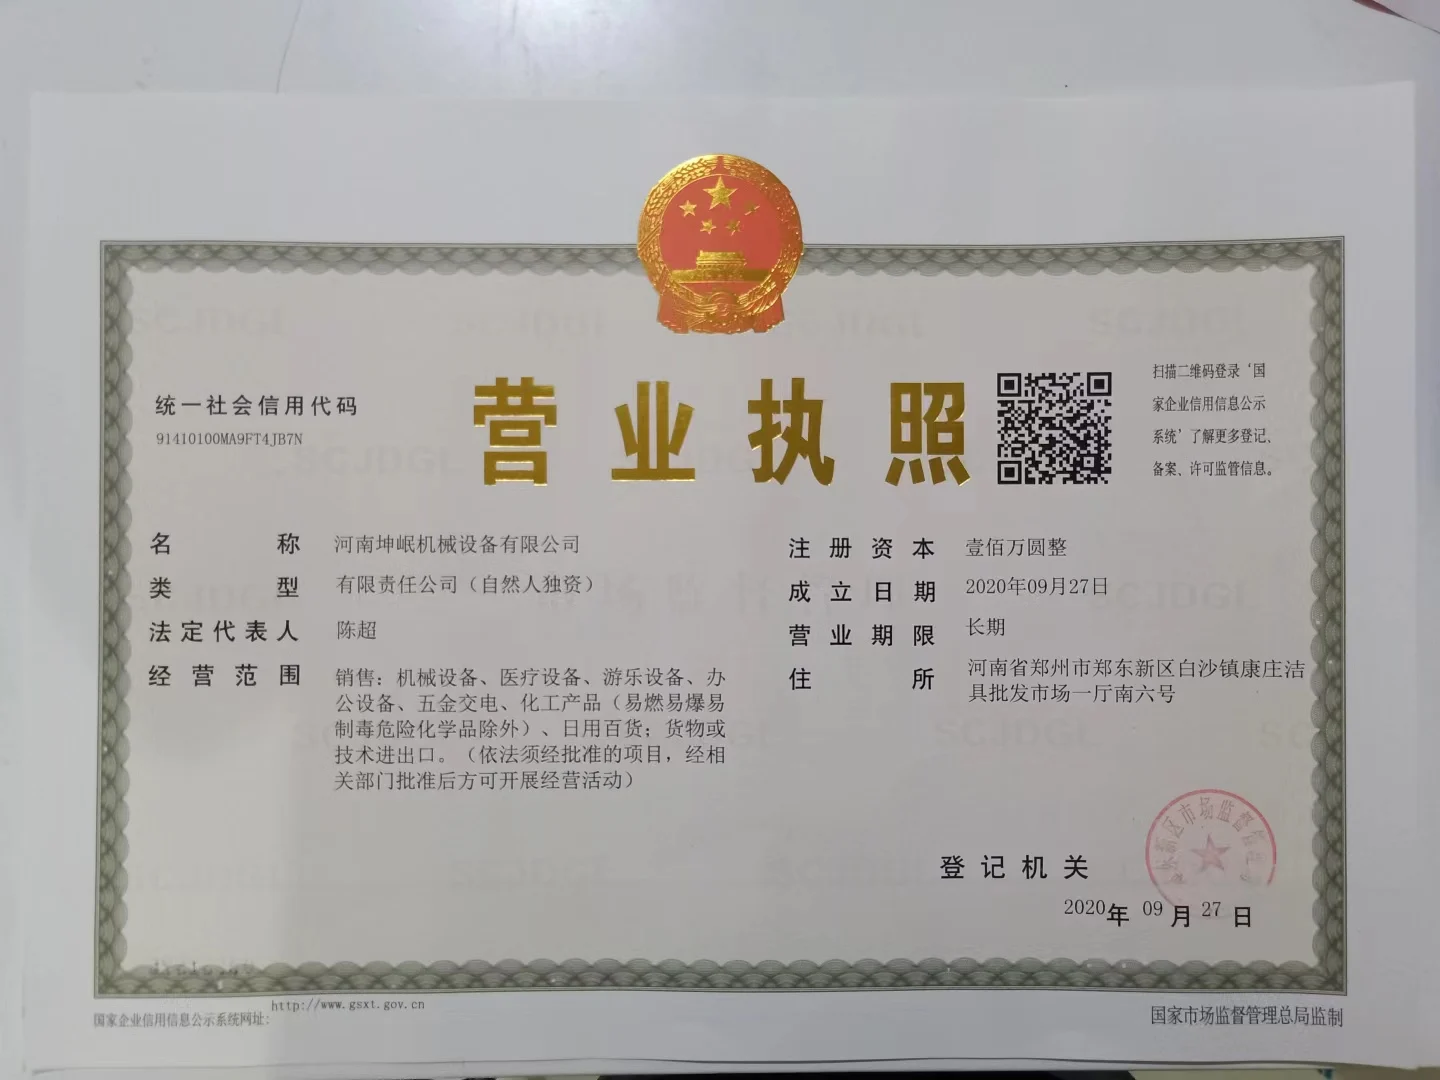 统一社会信用代码
91410100MA9FT4JB7N
营业执照
扫描二维码登录‘国
家企业信用信息公示
系统’了解更多登记、
备案、许可监管信息。
名称 河南坤岷机械设备有限公司
类型 有限责任公司（自然人独资）
法定代表人 陈超
经营范围 销售：机械设备、医疗设备、游乐设备、办
公设备、五金交电、化工产品（易燃易爆易
制毒危险化学品除外）、日用百货；货物或
技术进出口。（依法须经批准的项目，经相
关部门批准后方可开展经营活动）
注册资本 壹佰万圆整
成立日期 2020年09月27日
营业期限 长期
住所 河南省郑州市郑东新区白沙镇康庄洁
具批发市场一厅南六号
登记机关
东新区市场监督管
2020年 09月 27日
http://www.gsxt.gov.cn
国家企业信用信息公示系统网址：
国家市场监督管理总局监制
SCJDGL